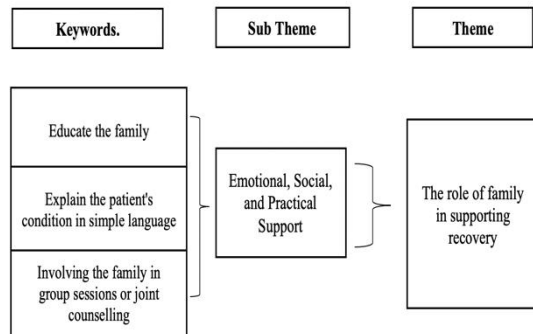 Keywords.
Sub Theme
Theme
Educate the family
Explain the patient's
condition in simple language
Involving the family in
group sessions or joint
counselling
Emotional, Social,
and Practical
Support
The role of family
in supporting
recovery